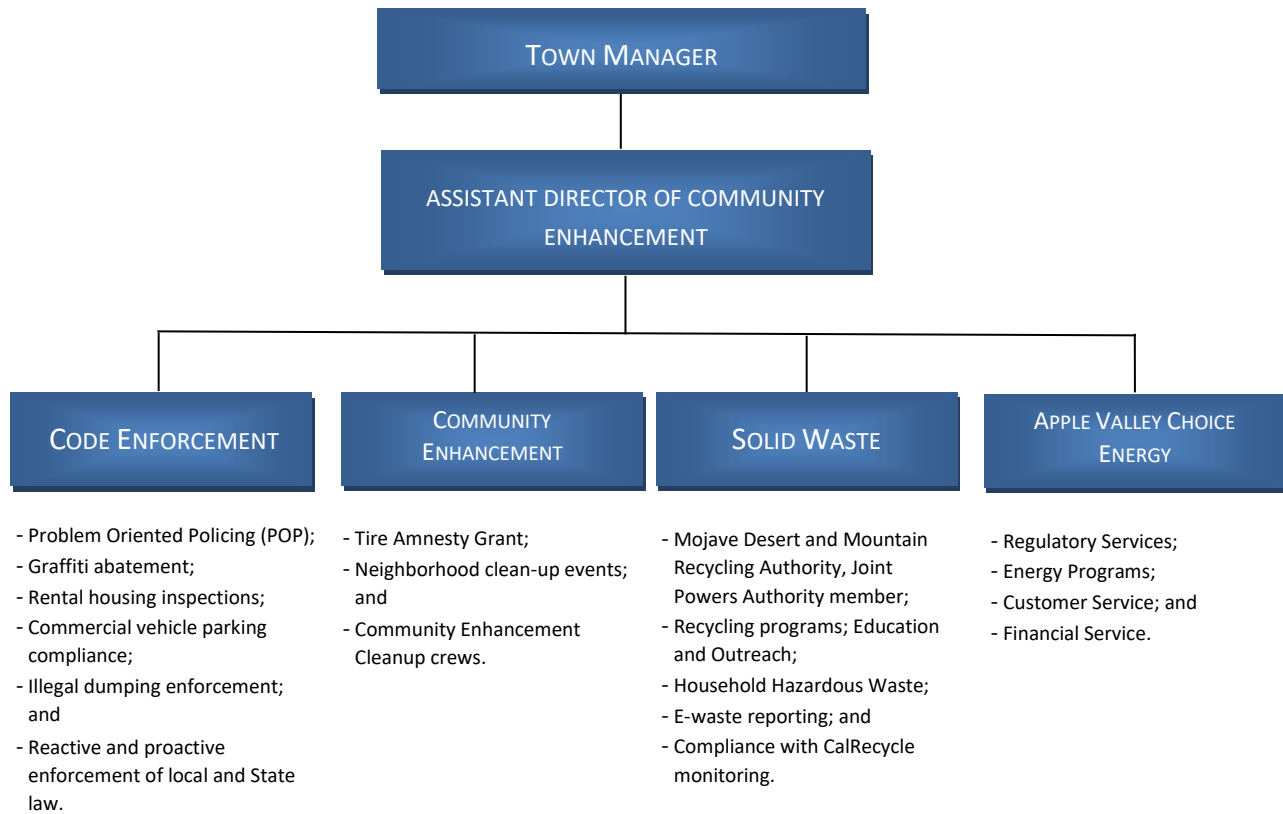 TOWN MANAGER
ASSISTANT DIRECTOR OF COMMUNITY
ENHANCEMENT
CODE ENFORCEMENT
COMMUNITY
ENHANCEMENT
SOLID WASTE
APPLE VALLEY CHOICE
ENERGY
- Problem Oriented Policing (POP);
- Graffiti abatement;
- Rental housing inspections;
- Commercial vehicle parking
compliance;
- Illegal dumping enforcement;
and
- Reactive and proactive
enforcement of local and State
law.
- Tire Amnesty Grant;
- Neighborhood clean-up events;
and
- Community Enhancement
Cleanup crews.
- Mojave Desert and Mountain
Recycling Authority, Joint
Powers Authority member;
- Recycling programs; Education
and Outreach;
- Household Hazardous Waste;
- E-waste reporting; and
- Compliance with CalRecycle
monitoring.
- Regulatory Services;
- Energy Programs;
- Customer Service; and
- Financial Service.